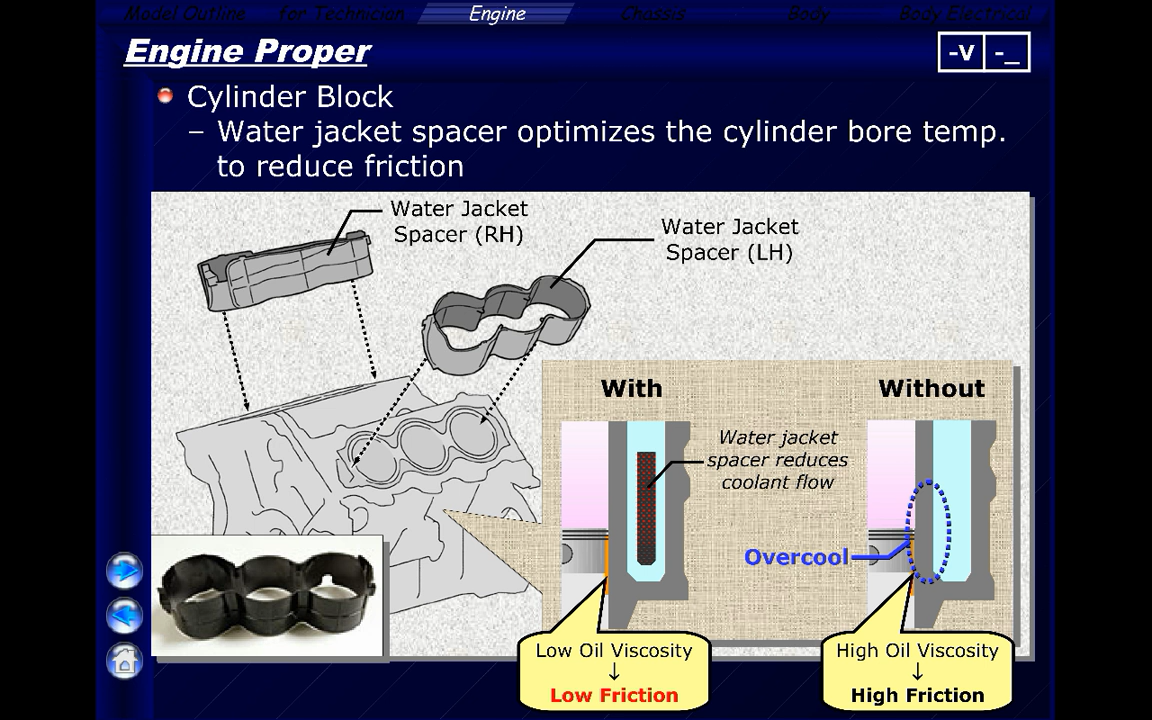 Model Outline for Technician Engine Chassis Body Body Electrical
Engine Proper
-V -_
Cylinder Block
– Water jacket spacer optimizes the cylinder bore temp.
to reduce friction
Water Jacket
Spacer (RH)
Water Jacket
Spacer (LH)
With
Without
Water jacket
spacer reduces
coolant flow
Overcool
Low Oil Viscosity
↓
Low Friction
High Oil Viscosity
↓
High Friction